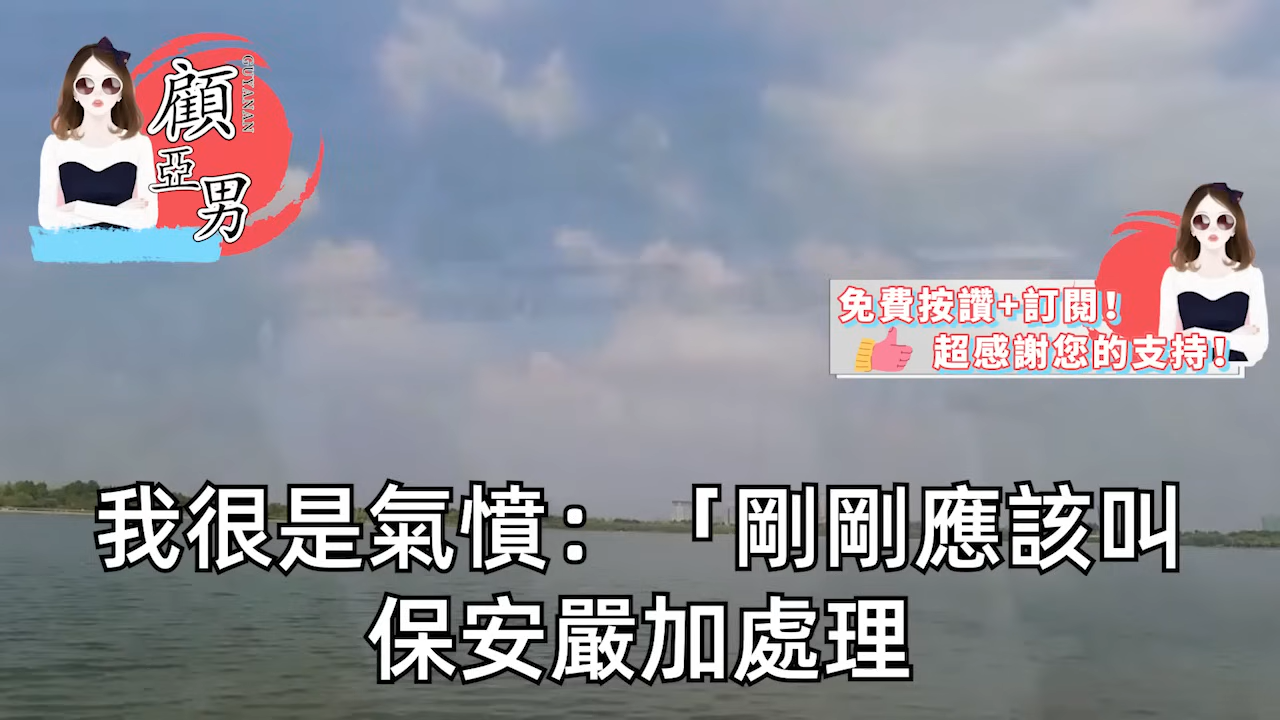 顧亞男
GUYANAN
免費按讚+訂閱!
超感謝您的支持!
我很是氣憤：「剛剛應該叫
保安嚴加處理